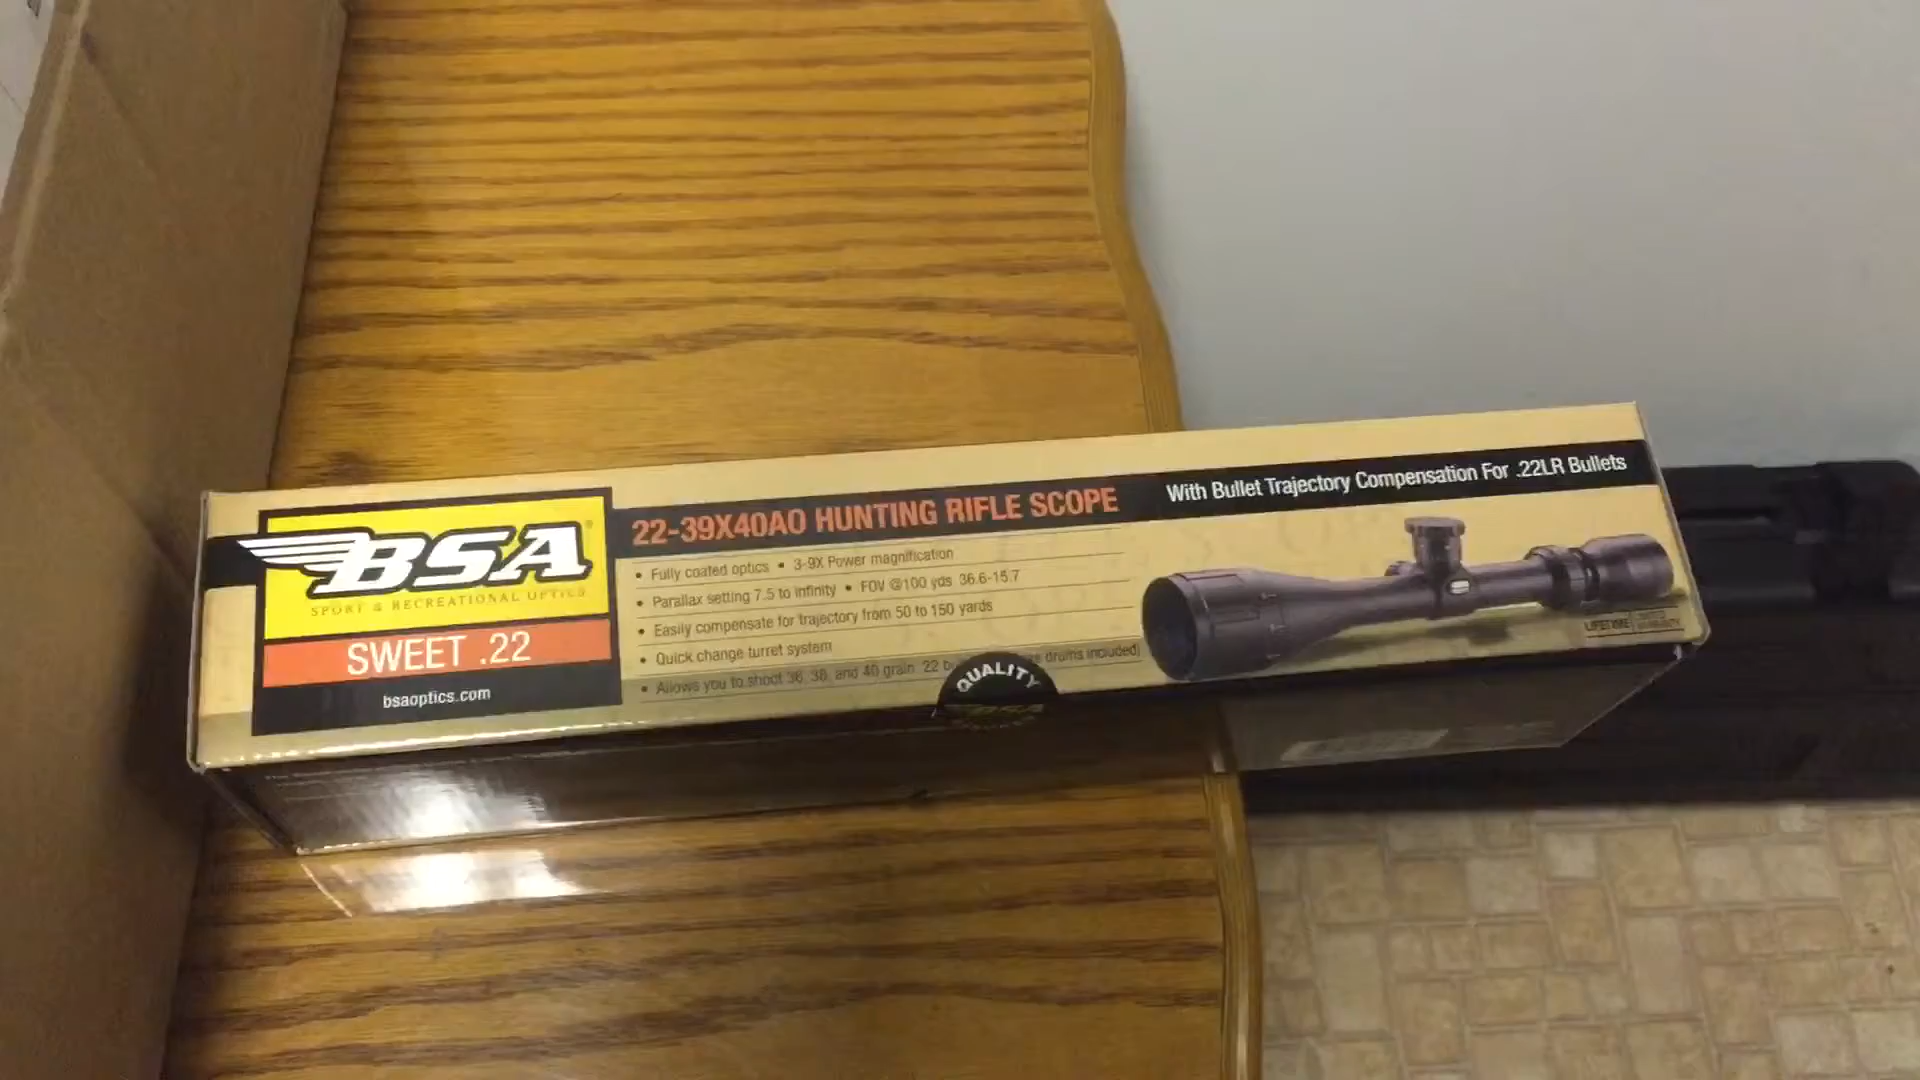 BSA®
SPORT & RECREATIONAL OPTICS
SWEET .22
bsaoptics.com
22-39X40AO HUNTING RIFLE SCOPE
With Bullet Trajectory Compensation For .22LR Bullets
• Fully coated optics • 3-9X Power magnification
• Parallax setting 7.5 to infinity • FOV @100 yds 36.6-15.7
• Easily compensate for trajectory from 50 to 150 yards
• Quick change turret system
• Allows you to shoot 36, 38, and 40 grain .22 drums included)
QUALITY
BSA
LIFETIME